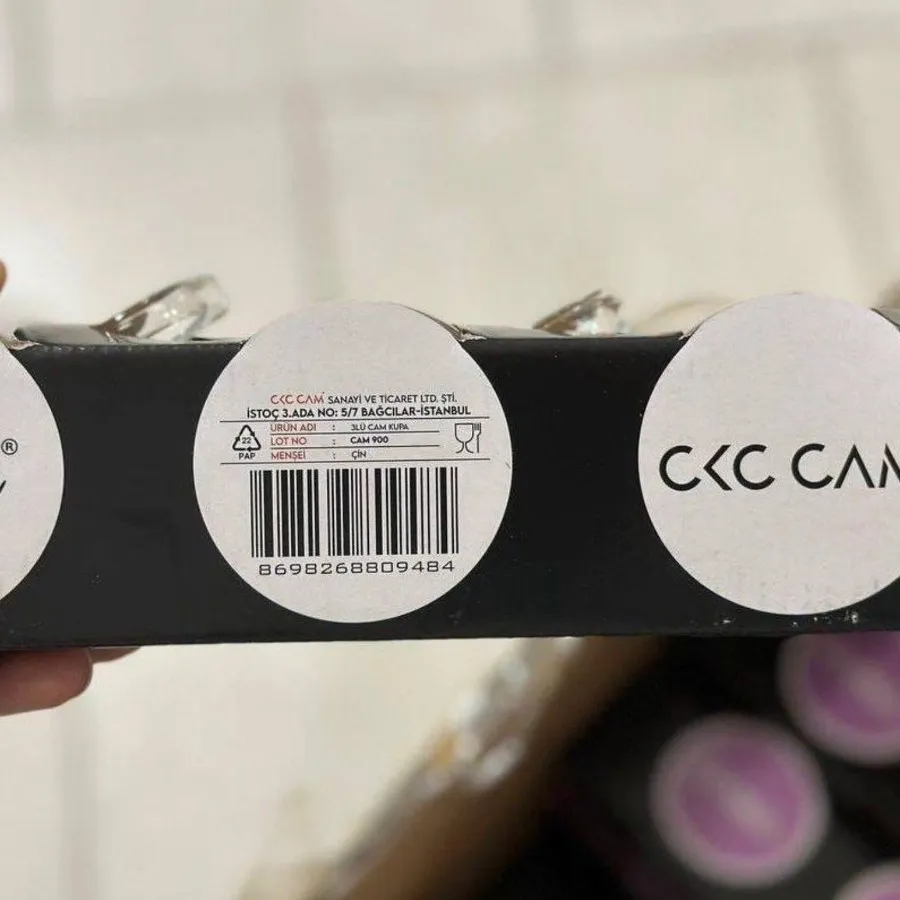 ®
CKC CAM SANAYİ VE TİCARET LTD. ŞTİ.
İSTOÇ 3.ADA NO: 5/7 BAĞCILAR-İSTANBUL
ÜRÜN ADI : 3LÜ CAM KUPA
LOT NO : CAM 900
MENŞEİ : ÇİN
22
PAP
8698268809484
CKC CAM